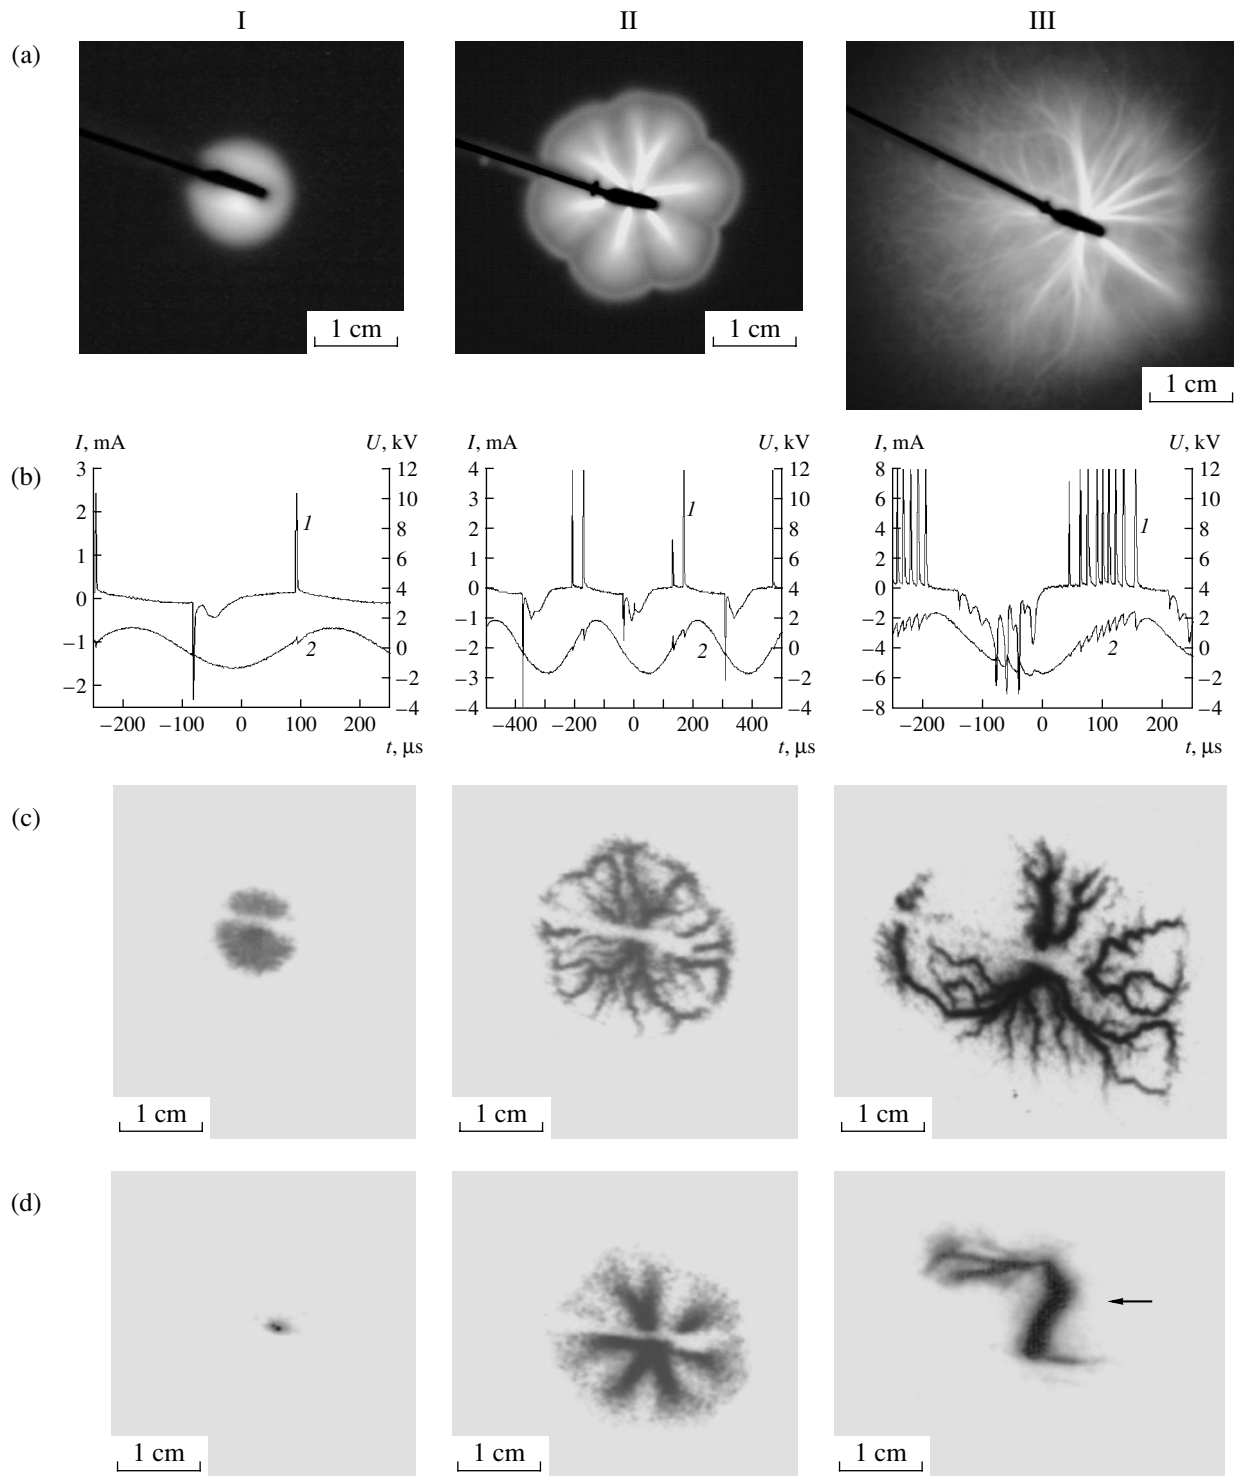 I II III
(a)
1 cm 1 cm 1 cm
(b)
I, mA U, kV I, mA U, kV I, mA U, kV
3 12 4 12 8 12
10 3 10 6 10
2 8 2 8 4 8
1 1 1
1 6 1 6 2 6
0 4 0 4 0 4
2 −1 2 −2 2
−1 0 −2 0 −4 0
2 2 2
−2 −2 −3 −2 −6 −2
−4 −4 −4 −8 −4
−200 −100 0 100 200 −400 −200 0 200 400 −200 −100 0 100 200
t, μs t, μs t, μs
(c)
1 cm 1 cm 1 cm
(d)
1 cm 1 cm 1 cm